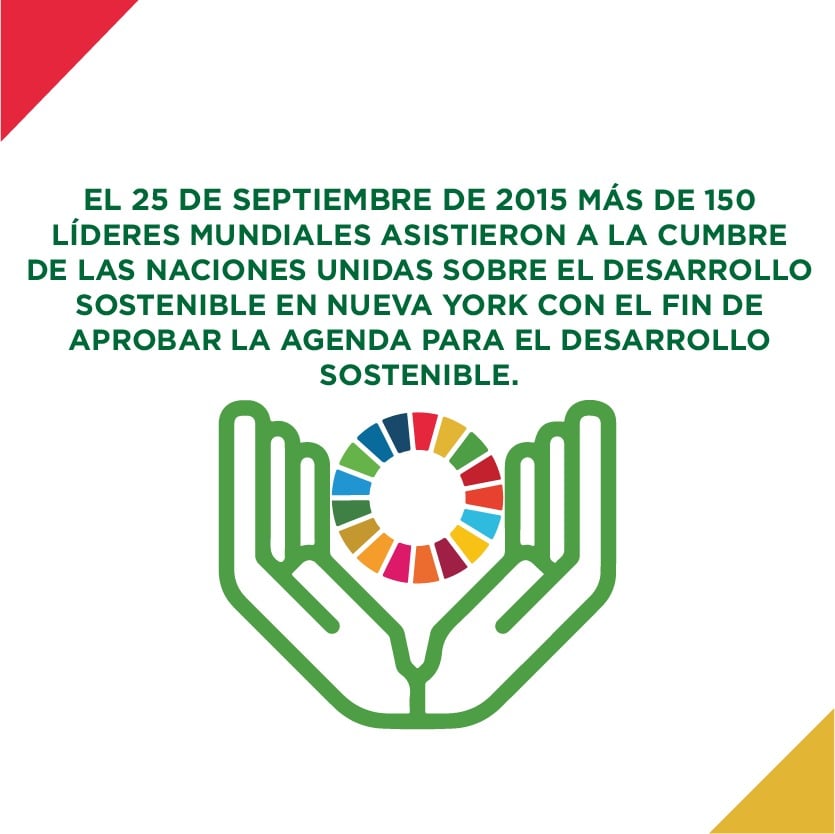 EL 25 DE SEPTIEMBRE DE 2015 MÁS DE 150
LÍDERES MUNDIALES ASISTIERON A LA CUMBRE
DE LAS NACIONES UNIDAS SOBRE EL DESARROLLO
SOSTENIBLE EN NUEVA YORK CON EL FIN DE
APROBAR LA AGENDA PARA EL DESARROLLO
SOSTENIBLE.